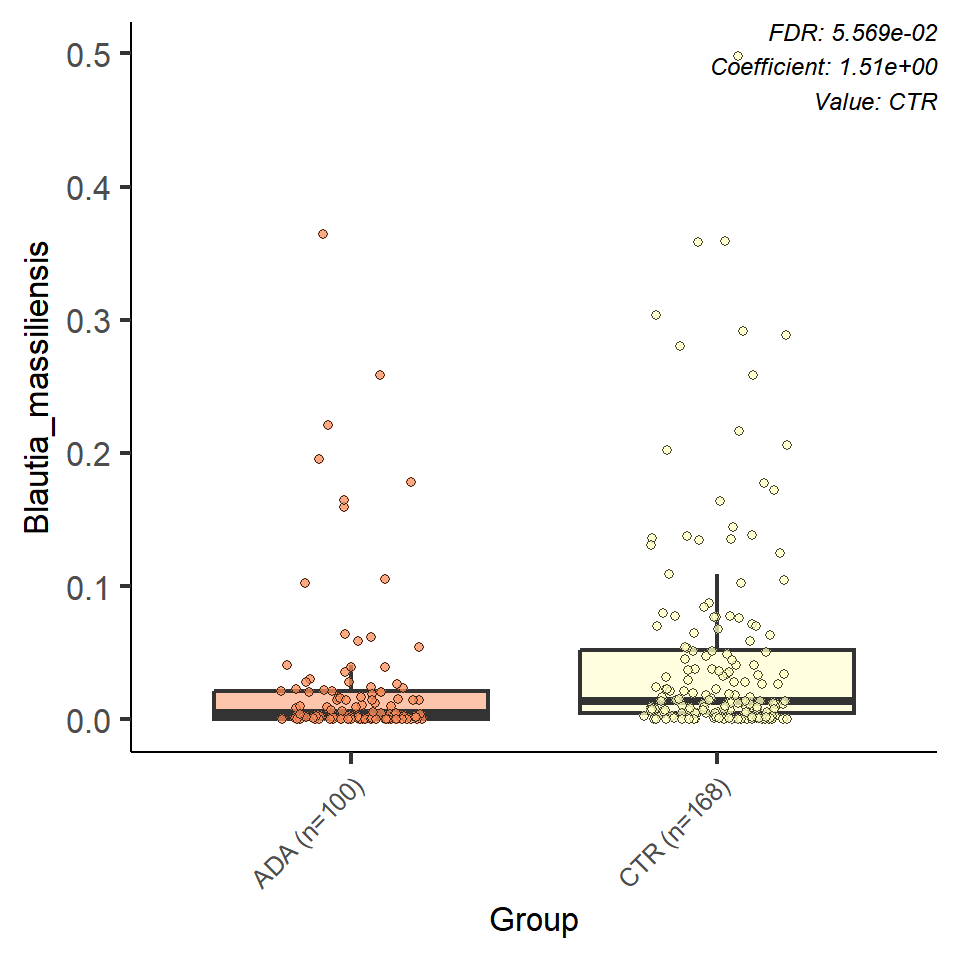 FDR: 5.569e-02
Coefficient: 1.51e+00
Value: CTR
0.5
0.4
0.3
0.2
0.1
0.0
Blautia_massiliensis
ADA (n=100)
CTR (n=168)
Group